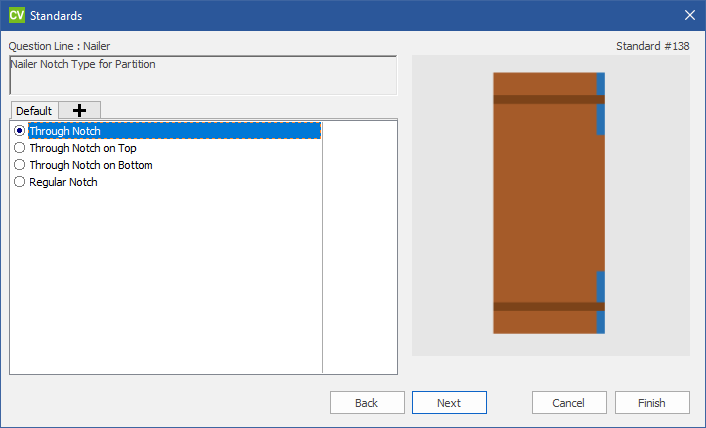 CV Standards
Question Line : Nailer
Standard #138
Nailer Notch Type for Partition
Default
Through Notch
Through Notch on Top
Through Notch on Bottom
Regular Notch
Back Next Cancel Finish